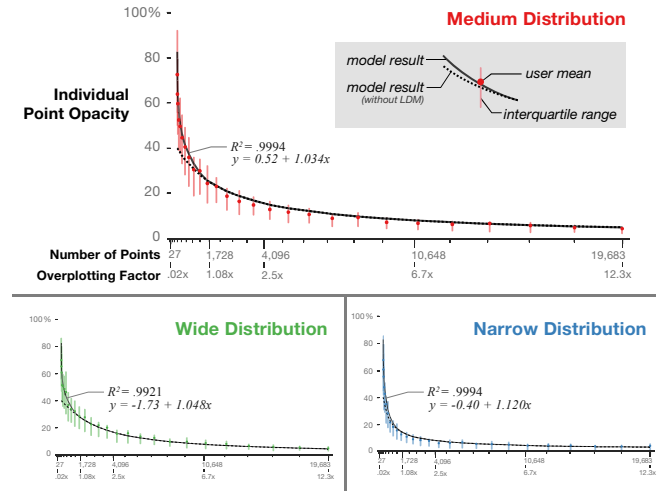 Medium Distribution
100%
80
60
40
20
0
Individual
Point Opacity
model result
model result
(without LDM)
user mean
interquartile range
R² = .9994
y = 0.52 + 1.034x
Number of Points
27 1,728 4,096 10,648 19,683
Overplotting Factor
.02x 1.08x 2.5x 6.7x 12.3x
Wide Distribution
100%
80
60
40
20
0
R² = .9921
y = -1.73 + 1.048x
27 1,728 4,096 10,648 19,683
.02x 1.08x 2.5x 6.7x 12.3x
Narrow Distribution
100%
80
60
40
20
0
R² = .9994
y = -0.40 + 1.120x
27 1,728 4,096 10,648 19,683
.02x 1.08x 2.5x 6.7x 12.3x